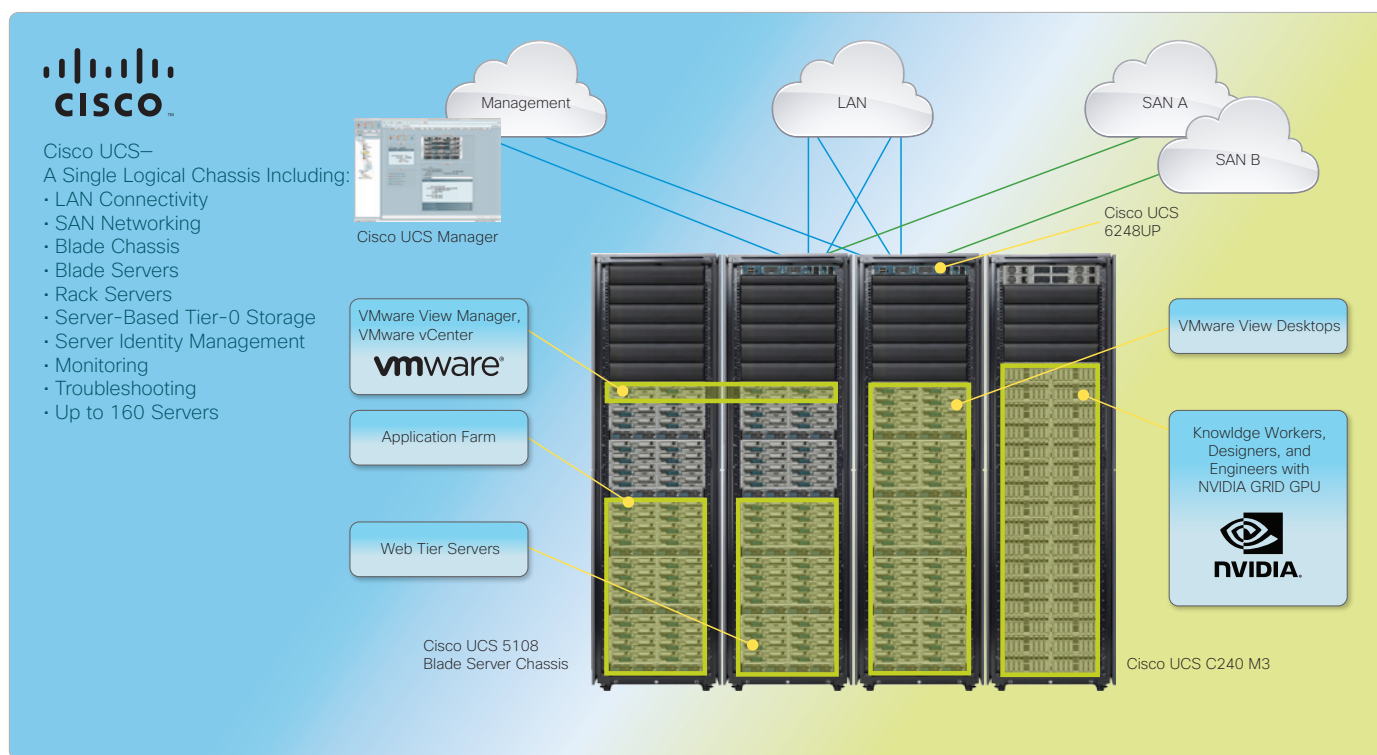 CISCO
Cisco UCS—
A Single Logical Chassis Including:
• LAN Connectivity
• SAN Networking
• Blade Chassis
• Blade Servers
• Rack Servers
• Server-Based Tier-0 Storage
• Server Identity Management
• Monitoring
• Troubleshooting
• Up to 160 Servers
Management
LAN
SAN A
SAN B
Cisco UCS Manager
Cisco UCS
6248UP
VMware View Manager,
VMware vCenter
vmware®
Application Farm
Web Tier Servers
Cisco UCS 5108
Blade Server Chassis
VMware View Desktops
Knowldge Workers,
Designers, and
Engineers with
NVIDIA GRID GPU
NVIDIA.
Cisco UCS C240 M3